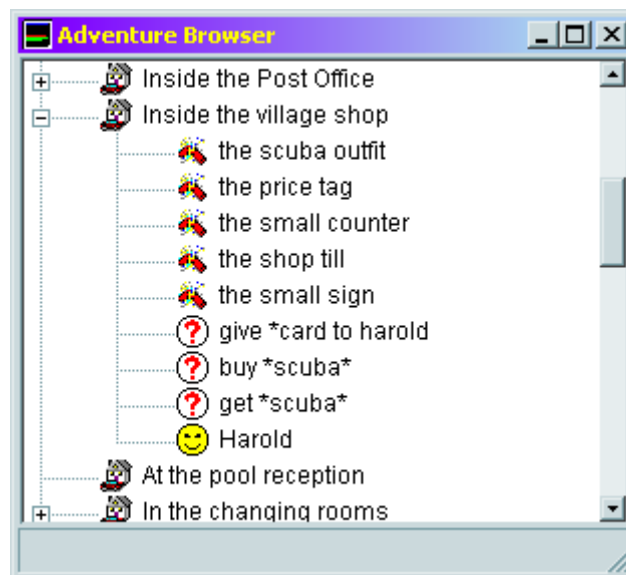 Adventure Browser
Inside the Post Office
Inside the village shop
the scuba outfit
the price tag
the small counter
the shop till
the small sign
give *card to harold
buy *scuba*
get *scuba*
Harold
At the pool reception
In the changing rooms